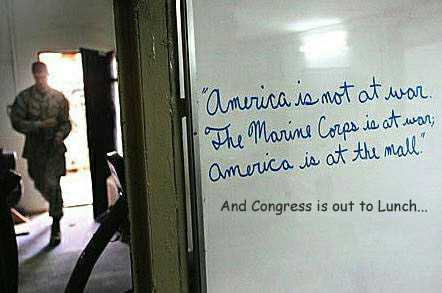 "America is not at war.
The Marine Corps is at war;
America is at the mall."
And Congress is out to Lunch...